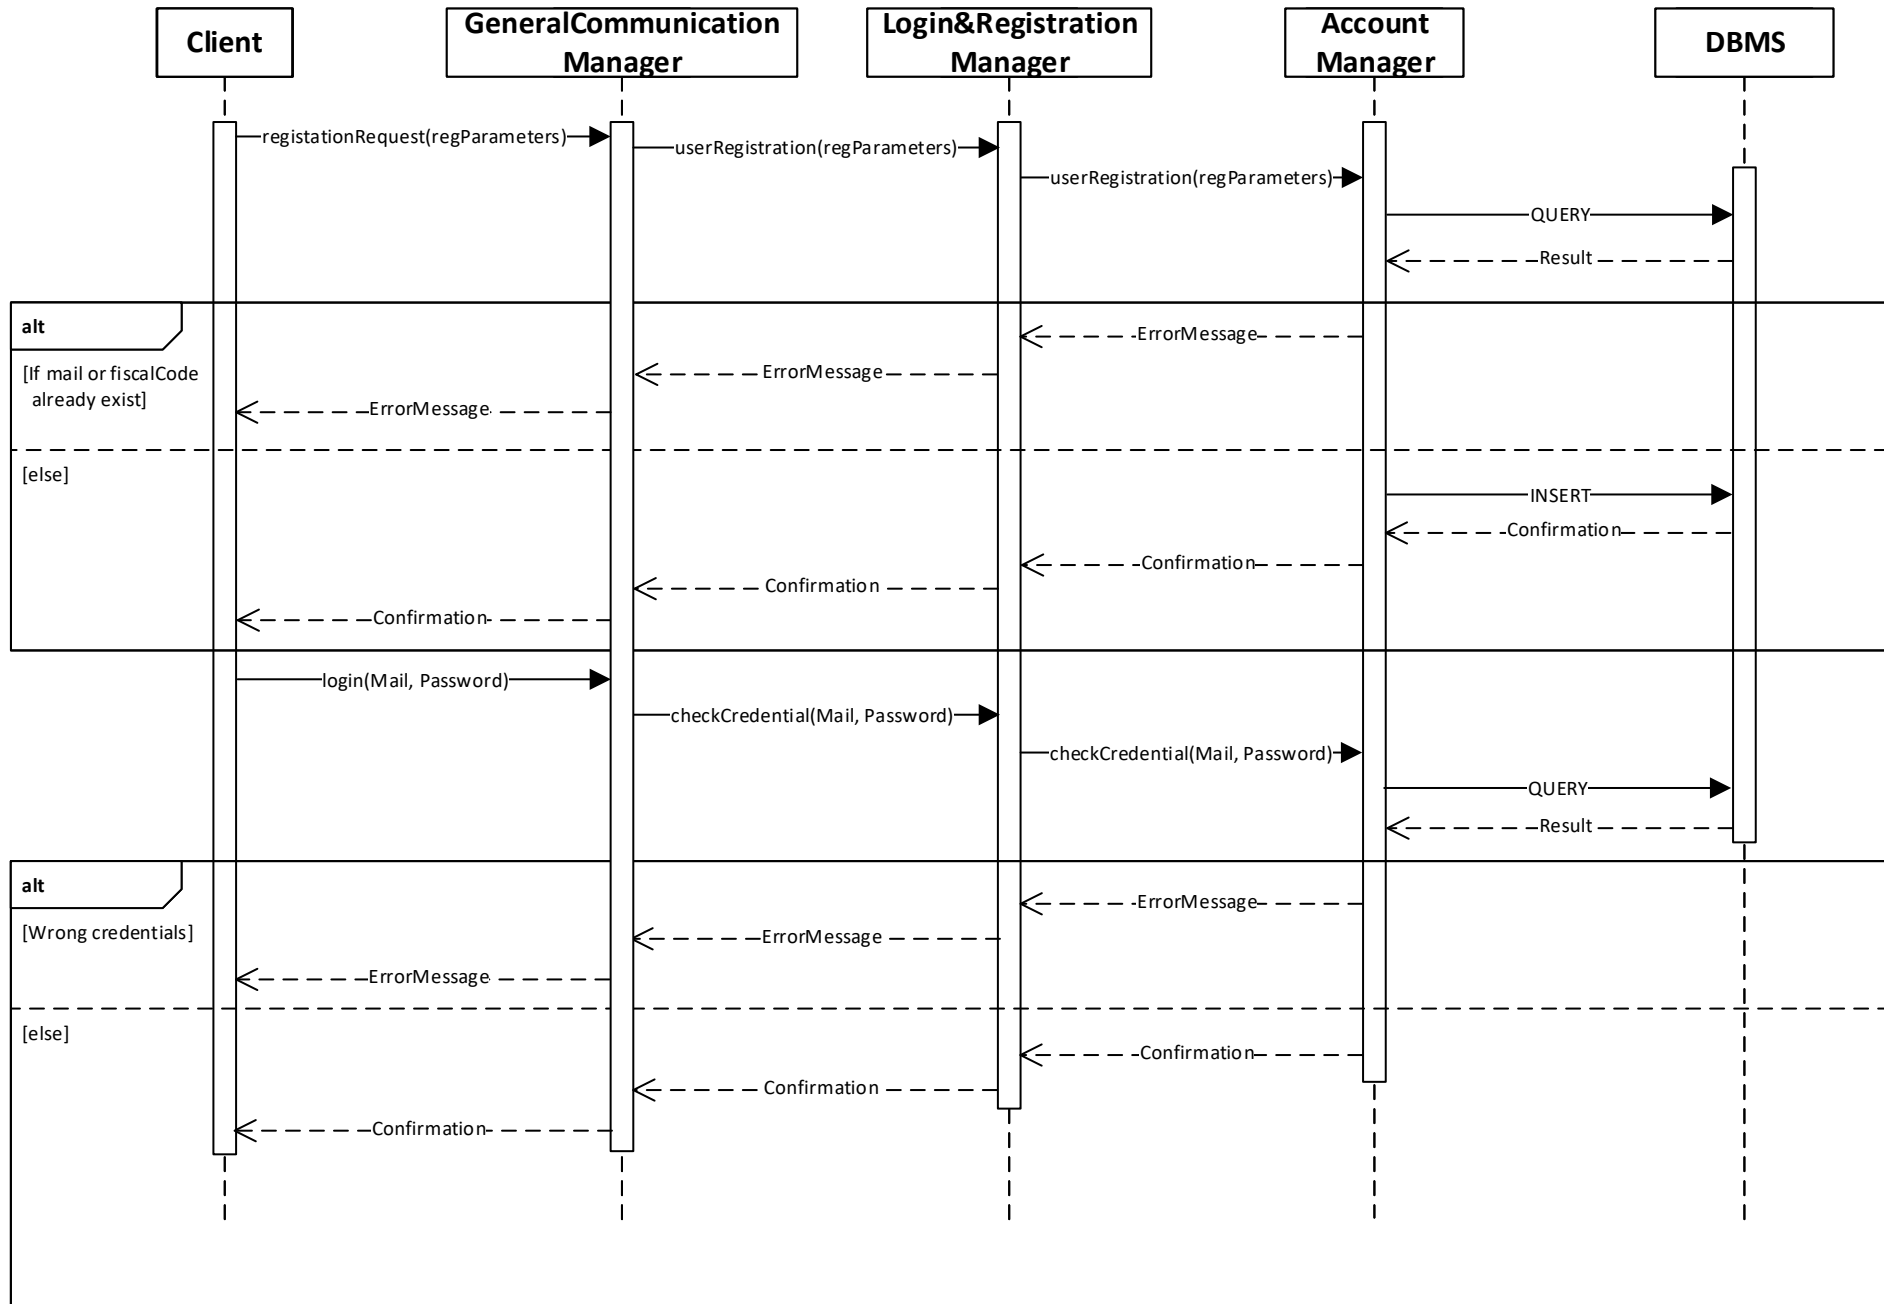 Client
GeneralCommunication
Manager
Login&Registration
Manager
Account
Manager
DBMS
registationRequest(regParameters)
userRegistration(regParameters)
userRegistration(regParameters)
QUERY
Result
alt
[If mail or fiscalCode
already exist]
ErrorMessage
ErrorMessage
ErrorMessage
[else]
INSERT
Confirmation
Confirmation
Confirmation
Confirmation
login(Mail, Password)
checkCredential(Mail, Password)
checkCredential(Mail, Password)
QUERY
Result
alt
[Wrong credentials]
ErrorMessage
ErrorMessage
ErrorMessage
[else]
Confirmation
Confirmation
Confirmation